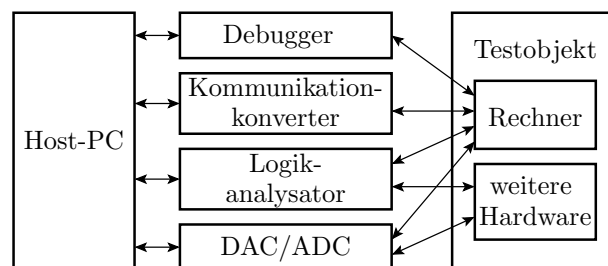 Host-PC
Debugger
Kommunikation-
konverter
Logik-
analysator
DAC/ADC
Testobjekt
Rechner
weitere
Hardware